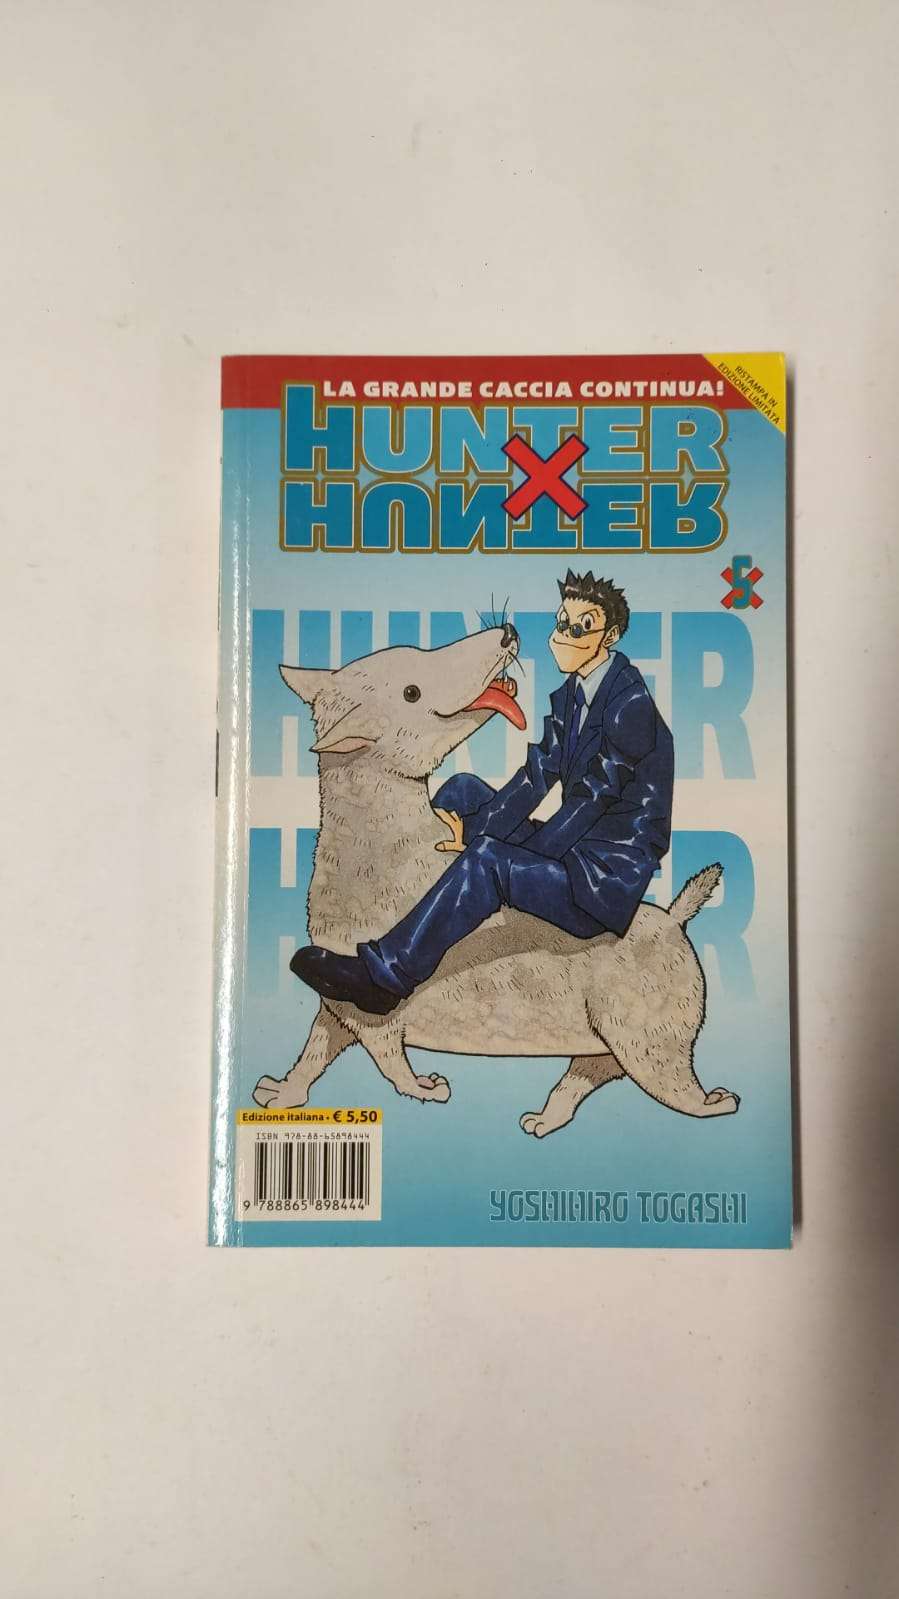 LA GRANDE CACCIA CONTINUA!
RISTAMPA IN
EDIZIONE LIMITATA
HUNTER
X
HUNTER
5
HUNTER
HUNTER
Edizione italiana • € 5,50
ISBN 978-88-65898444
9 788865 898444
YOSHIHIRO TOGASHI